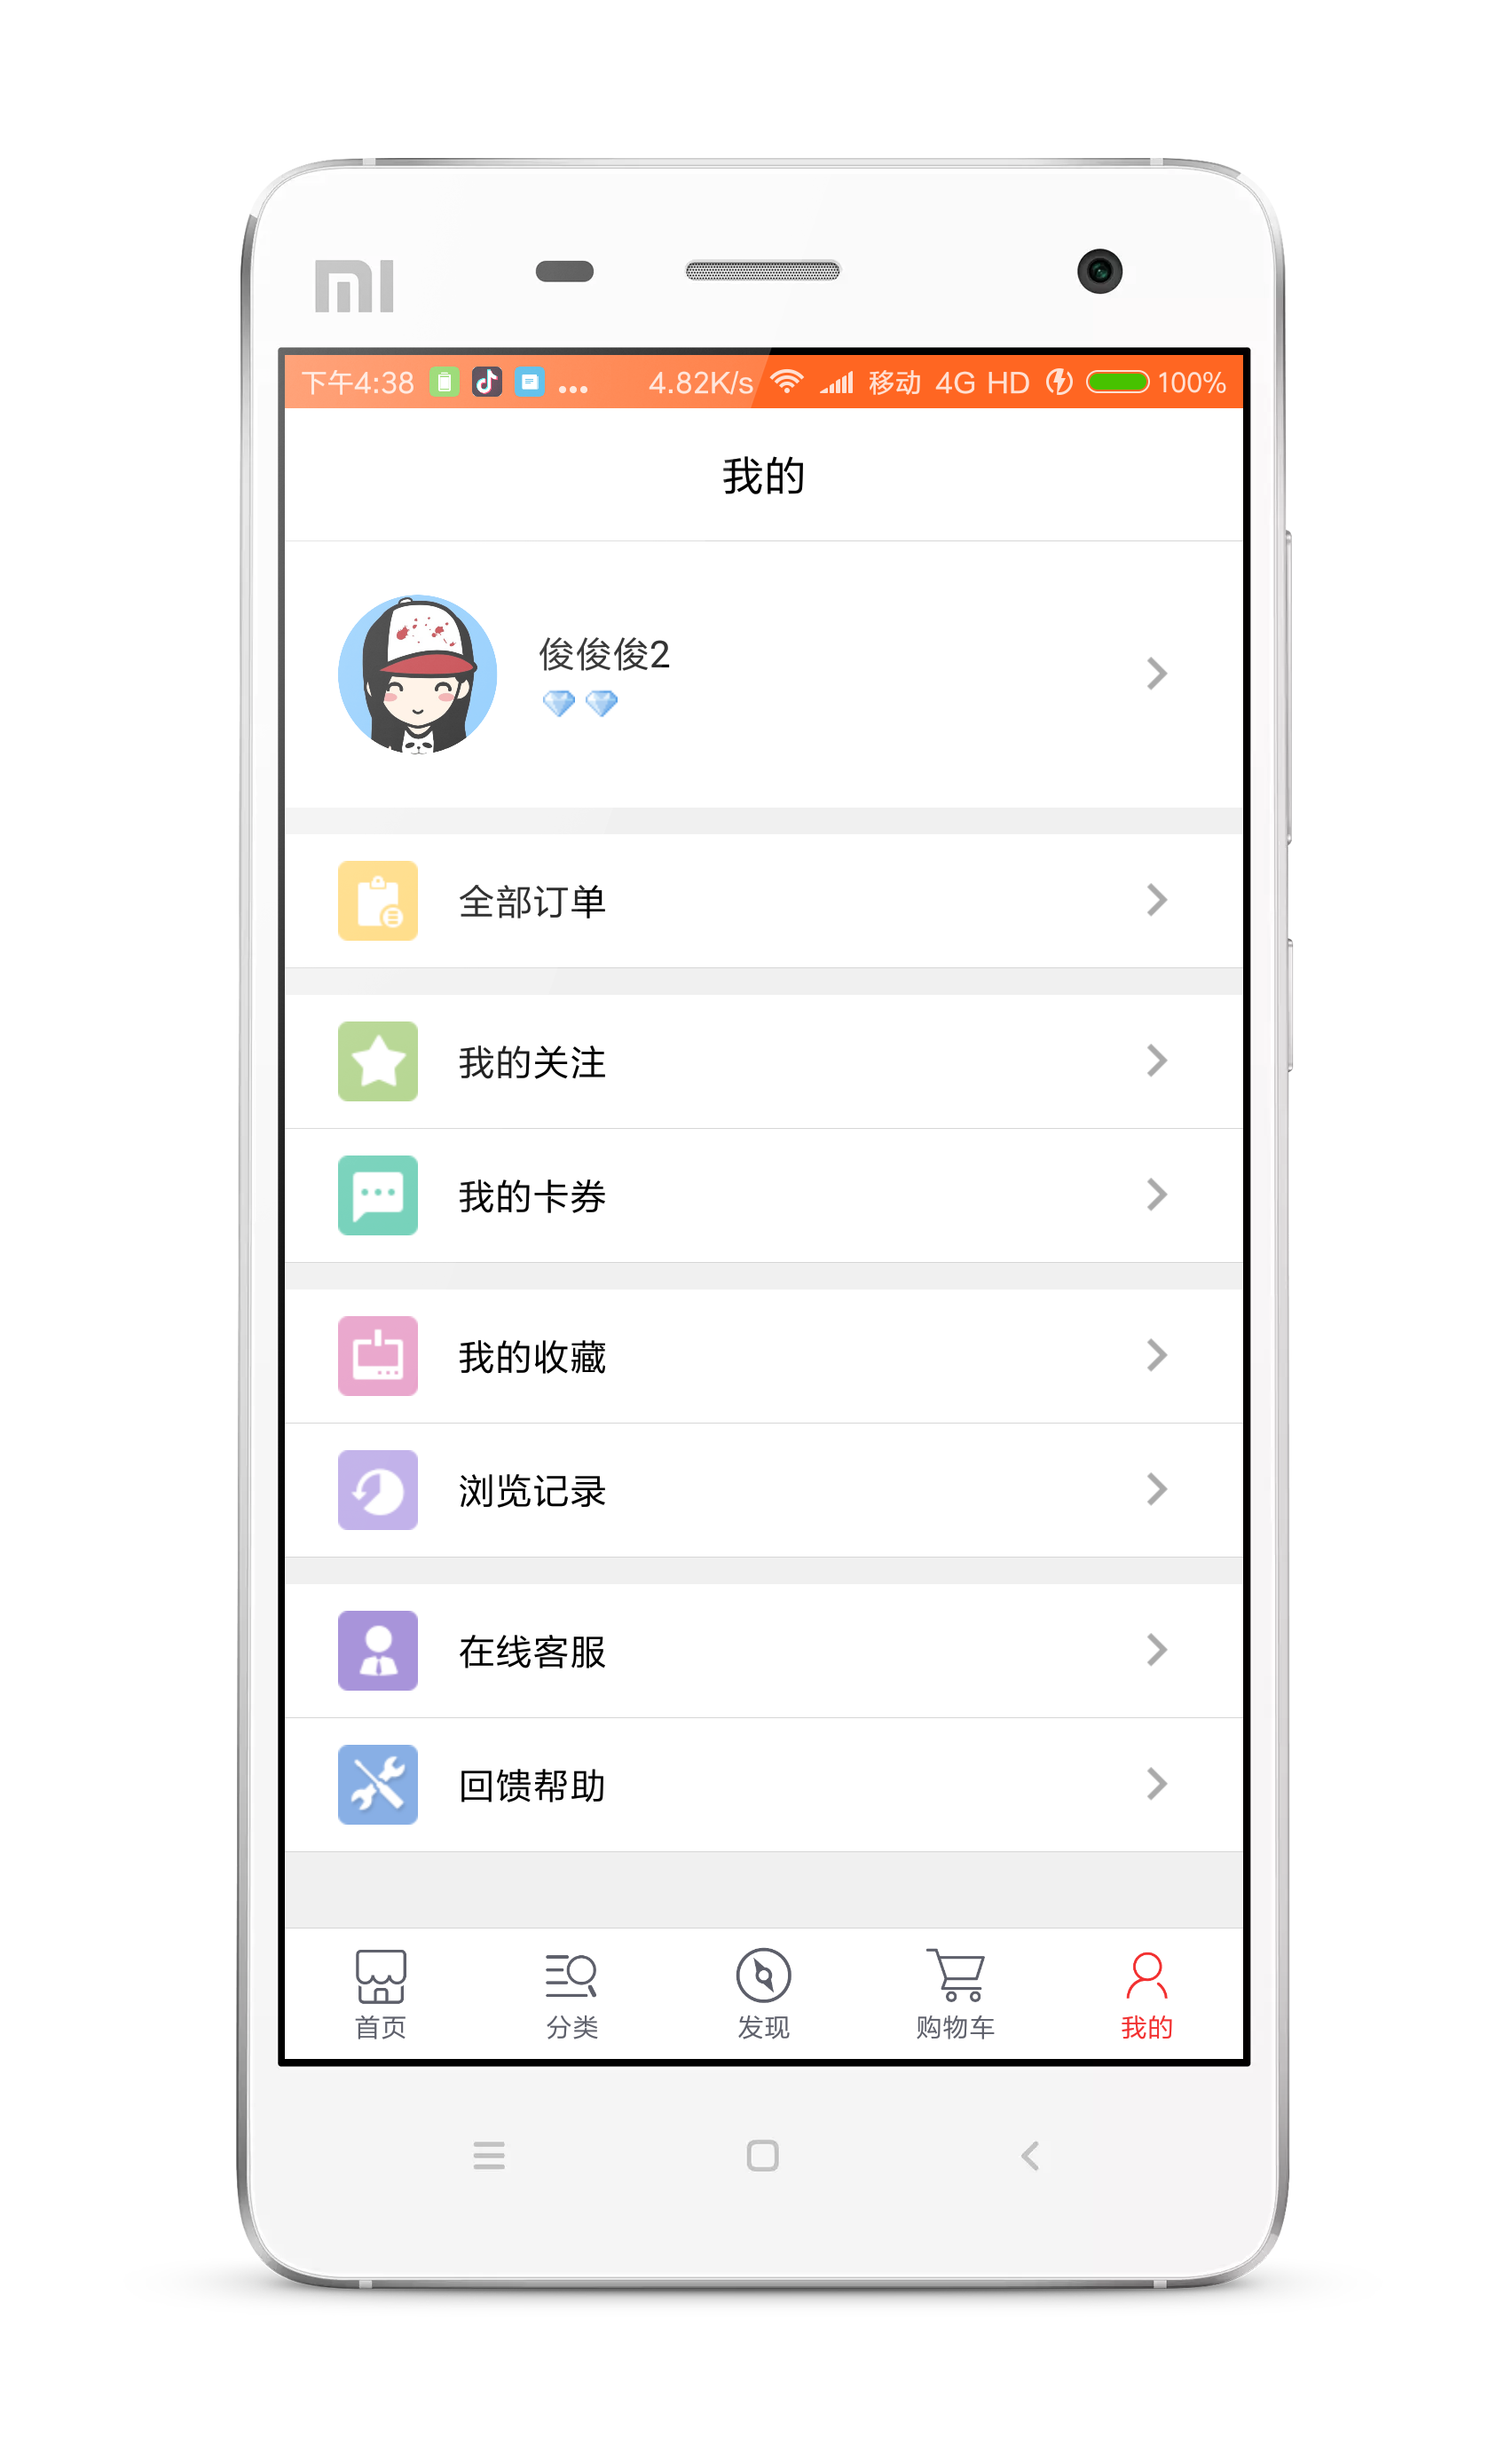 MI
下午4:38 ... 4.82K/s 移动 4G HD 100%
我的
俊俊俊2
全部订单
我的关注
我的卡券
我的收藏
浏览记录
在线客服
回馈帮助
首页 分类 发现 购物车 我的